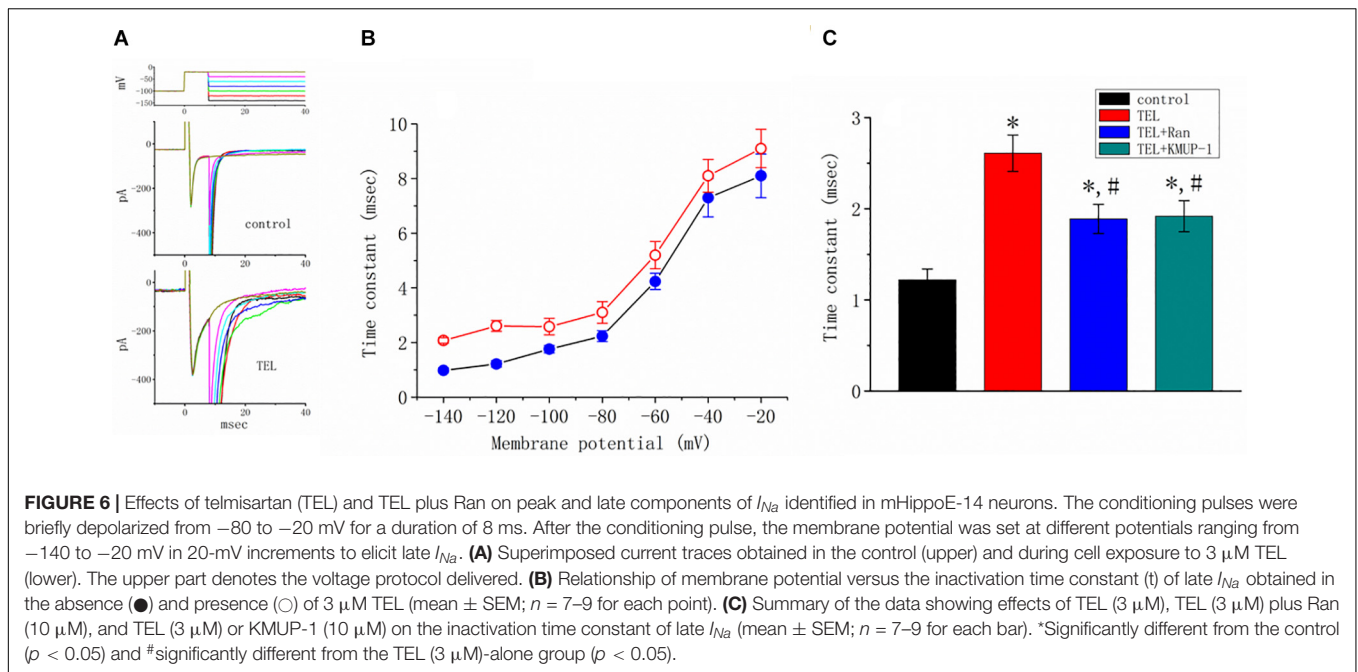 A
B
C
0
-50
-100
-150
mV
0 20 40
0
-200
-400
pA
control
0 20 40
0
-200
-400
pA
TEL
0 20 40
msec
10
8
6
4
2
0
Time constant (msec)
-140 -120 -100 -80 -60 -40 -20
Membrane potential (mV)
control
TEL
TEL+Ran
TEL+KMUP-1
3
2
1
0
Time constant (msec)
*
*, #
*, #
FIGURE 6 | Effects of telmisartan (TEL) and TEL plus Ran on peak and late components of INa identified in mHippoE-14 neurons. The conditioning pulses were
briefly depolarized from −80 to −20 mV for a duration of 8 ms. After the conditioning pulse, the membrane potential was set at different potentials ranging from
−140 to −20 mV in 20-mV increments to elicit late INa. (A) Superimposed current traces obtained in the control (upper) and during cell exposure to 3 μM TEL
(lower). The upper part denotes the voltage protocol delivered. (B) Relationship of membrane potential versus the inactivation time constant (t) of late INa obtained in
the absence (●) and presence (○) of 3 μM TEL (mean ± SEM; n = 7–9 for each point). (C) Summary of the data showing effects of TEL (3 μM), TEL (3 μM) plus Ran
(10 μM), and TEL (3 μM) or KMUP-1 (10 μM) on the inactivation time constant of late INa (mean ± SEM; n = 7–9 for each bar). *Significantly different from the control
(p < 0.05) and #significantly different from the TEL (3 μM)-alone group (p < 0.05).